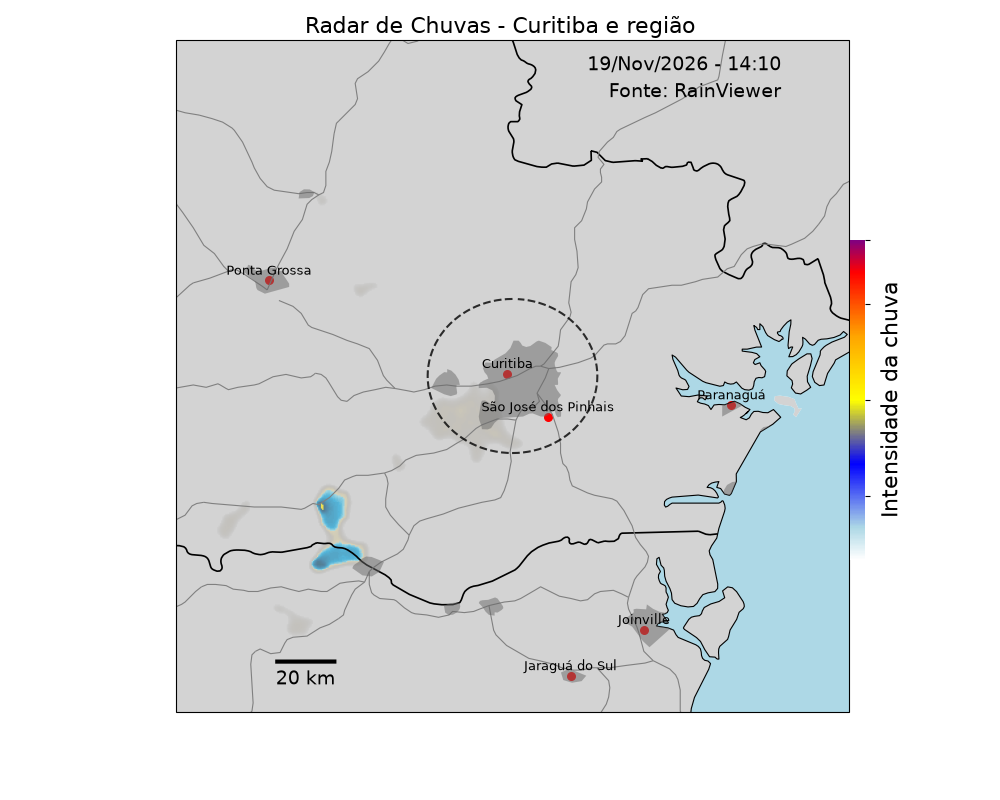 Radar de Chuvas - Curitiba e região
19/Nov/2026 - 14:10
Fonte: RainViewer
Ponta Grossa
Curitiba
Paranaguá
São José dos Pinhais
Intensidade da chuva
Joinville
Jaraguá do Sul
20 km